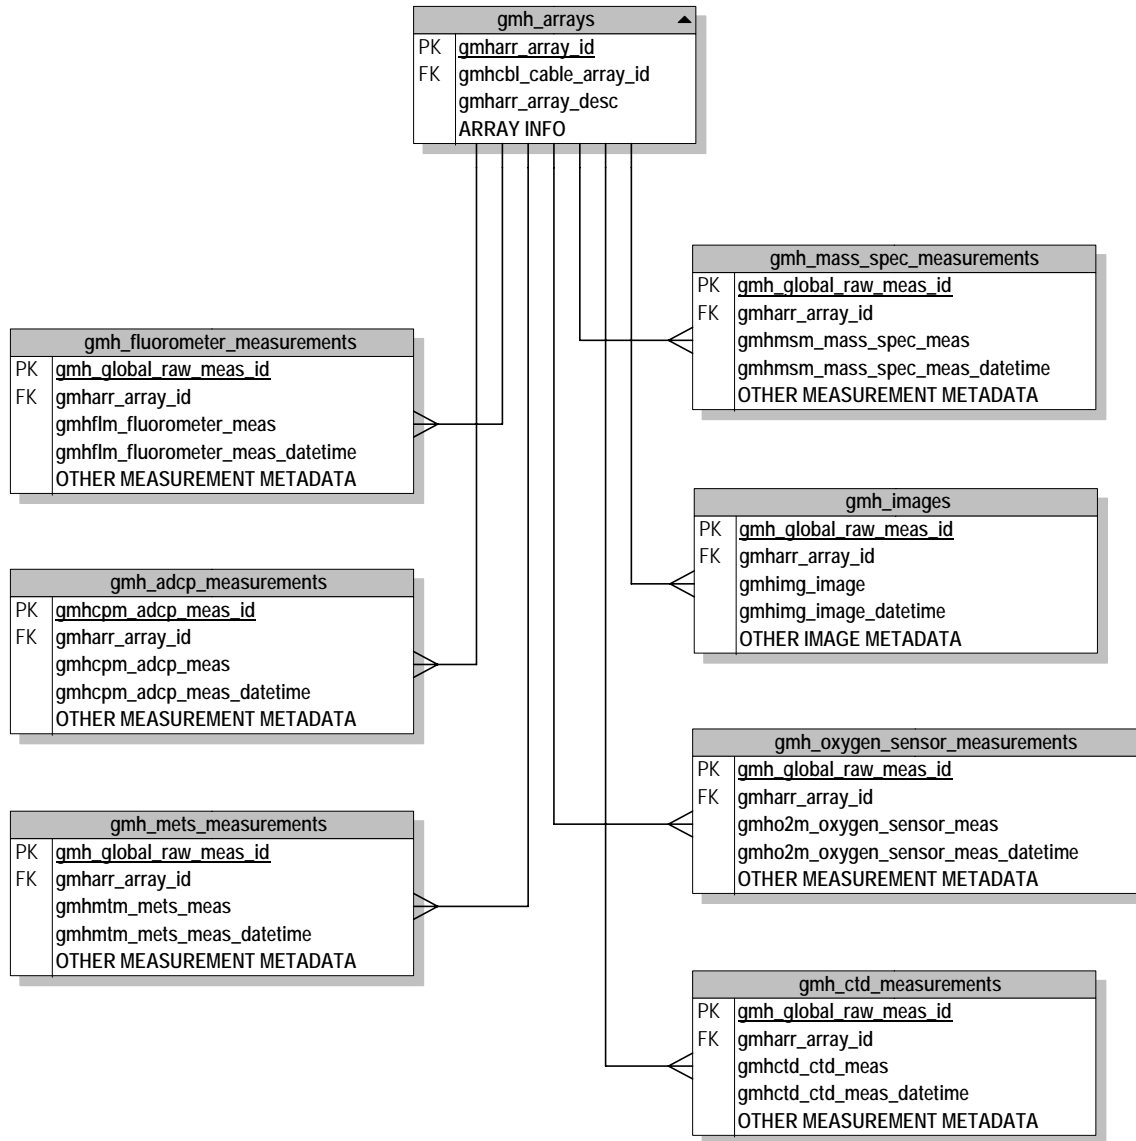 gmh_arrays
PK gmharr_array_id
FK gmhcbl_cable_array_id
gmharr_array_desc
ARRAY INFO
gmh_fluorometer_measurements
PK gmh_global_raw_meas_id
FK gmharr_array_id
gmhflm_fluorometer_meas
gmhflm_fluorometer_meas_datetime
OTHER MEASUREMENT METADATA
gmh_adcp_measurements
PK gmhcpm_adcp_meas_id
FK gmharr_array_id
gmhcpm_adcp_meas
gmhcpm_adcp_meas_datetime
OTHER MEASUREMENT METADATA
gmh_mets_measurements
PK gmh_global_raw_meas_id
FK gmharr_array_id
gmhmtm_mets_meas
gmhmtm_mets_meas_datetime
OTHER MEASUREMENT METADATA
gmh_mass_spec_measurements
PK gmh_global_raw_meas_id
FK gmharr_array_id
gmhmsm_mass_spec_meas
gmhmsm_mass_spec_meas_datetime
OTHER MEASUREMENT METADATA
gmh_images
PK gmh_global_raw_meas_id
FK gmharr_array_id
gmhimg_image
gmhimg_image_datetime
OTHER IMAGE METADATA
gmh_oxygen_sensor_measurements
PK gmh_global_raw_meas_id
FK gmharr_array_id
gmho2m_oxygen_sensor_meas
gmho2m_oxygen_sensor_meas_datetime
OTHER MEASUREMENT METADATA
gmh_ctd_measurements
PK gmh_global_raw_meas_id
FK gmharr_array_id
gmhctd_ctd_meas
gmhctd_ctd_meas_datetime
OTHER MEASUREMENT METADATA